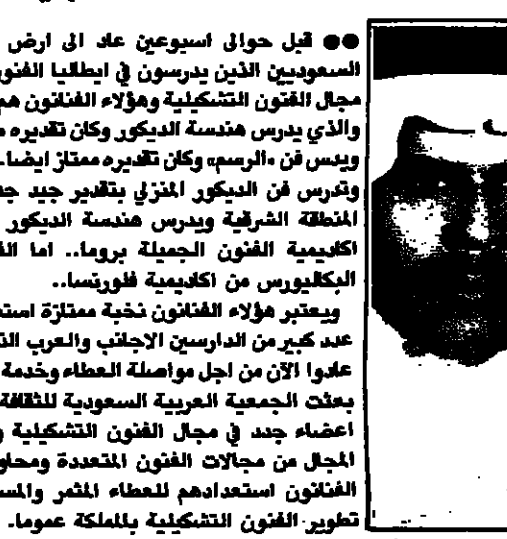 ●● قبل حوالى اسبوعين عاد الى ارض
السعوديين الذين يدرسون في ايطاليا الفنو
مجال الفنون التشكيلية وهؤلاء الفنانون هم
والذي يدرس هندسة الديكور وكان تقديره م
ويدس فن «الرسم» وكان تقديره ممتاز ايضا.
وتدرس فن الديكور المنزلي بتقدير جيد جد
المنطقة الشرقية ويدرس هندسة الديكور
اكاديمية الفنون الجميلة بروما.. اما الف
البكاليورس من اكاديمية فلورنسا..
ويعتبر هؤلاء الفنانون نخبة ممتازة است
عدد كبير من الدارسين الاجانب والعرب الذ
عادوا الآن من اجل مواصلة العطاء وخدمة
بعثت الجمعية العربية السعودية للثقافة
اعضاء جدد في مجال الفنون التشكيلية و
المجال من مجالات الفنون المتعددة ومحاو
الفنانون استعدادهم للعطاء المثمر والمس
تطوير الفنون التشكيلية بالمملكة عموما.